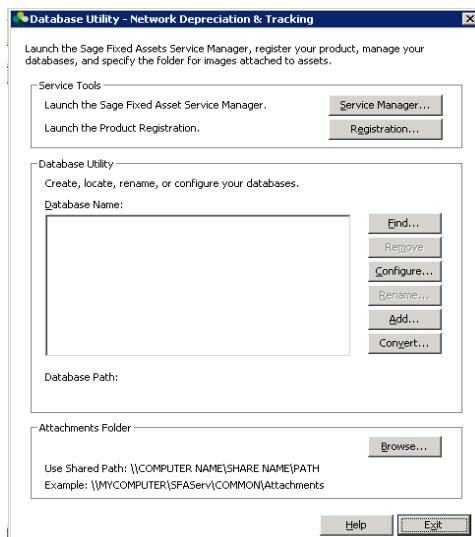 Database Utility - Network Depreciation & Tracking
Launch the Sage Fixed Assets Service Manager, register your product, manage your
databases, and specify the folder for images attached to assets.
Service Tools
Launch the Sage Fixed Asset Service Manager.
Service Manager...
Launch the Product Registration.
Registration...
Database Utility
Create, locate, rename, or configure your databases.
Database Name:
Find...
Remove
Configure...
Rename...
Add...
Convert...
Database Path:
Attachments Folder
Browse...
Use Shared Path: \\COMPUTER NAME\SHARE NAME\PATH
Example: \\MYCOMPUTER\SFAServ\COMMON\Attachments
Help
Exit